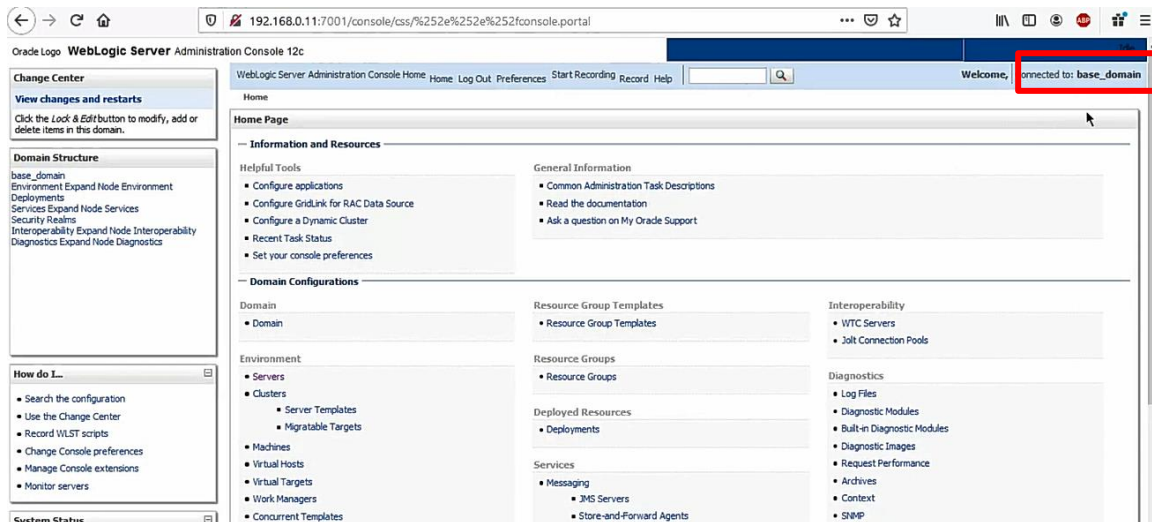 192.168.0.11:7001/console/css/%252e%252e%252fconsole.portal
ABP
Oracle Logo WebLogic Server Administration Console 12c
Change Center
View changes and restarts
Click the Lock & Edit button to modify, add or
delete items in this domain.
Domain Structure
base_domain
Environment Expand Node Environment
Deployments
Services Expand Node Services
Security Realms
Interoperability Expand Node Interoperability
Diagnostics Expand Node Diagnostics
How do I...
Search the configuration
Use the Change Center
Record WLST scripts
Change Console preferences
Manage Console extensions
Monitor servers
System Status
WebLogic Server Administration Console Home Home Log Out Preferences Start Recording Record Help
Welcome, onnected to: base_domain
Home
Home Page
Information and Resources
Helpful Tools
Configure applications
Configure GridLink for RAC Data Source
Configure a Dynamic Cluster
Recent Task Status
Set your console preferences
General Information
Common Administration Task Descriptions
Read the documentation
Ask a question on My Oracle Support
Domain Configurations
Domain
Domain
Environment
Servers
Clusters
Server Templates
Migratable Targets
Machines
Virtual Hosts
Virtual Targets
Work Managers
Concurrent Templates
Resource Group Templates
Resource Group Templates
Resource Groups
Resource Groups
Deployed Resources
Deployments
Services
Messaging
JMS Servers
Store-and-Forward Agents
Interoperability
WTC Servers
Jolt Connection Pools
Diagnostics
Log Files
Diagnostic Modules
Built-in Diagnostic Modules
Diagnostic Images
Request Performance
Archives
Context
SNMP